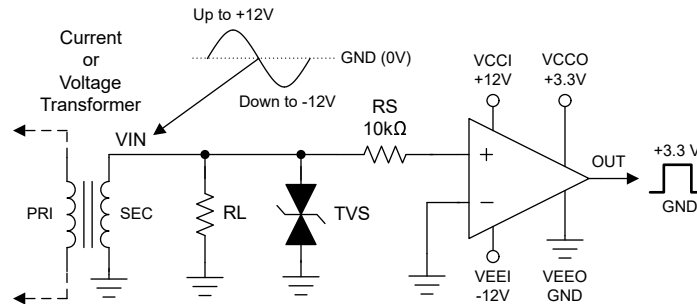 Up to +12V
GND (0V)
Down to -12V
Current
or
Voltage
Transformer
VIN
PRI
SEC
RL
TVS
RS
10kΩ
VCCI
+12V
VCCO
+3.3V
+
−
OUT
VEEI
-12V
VEEO
GND
+3.3 V
GND